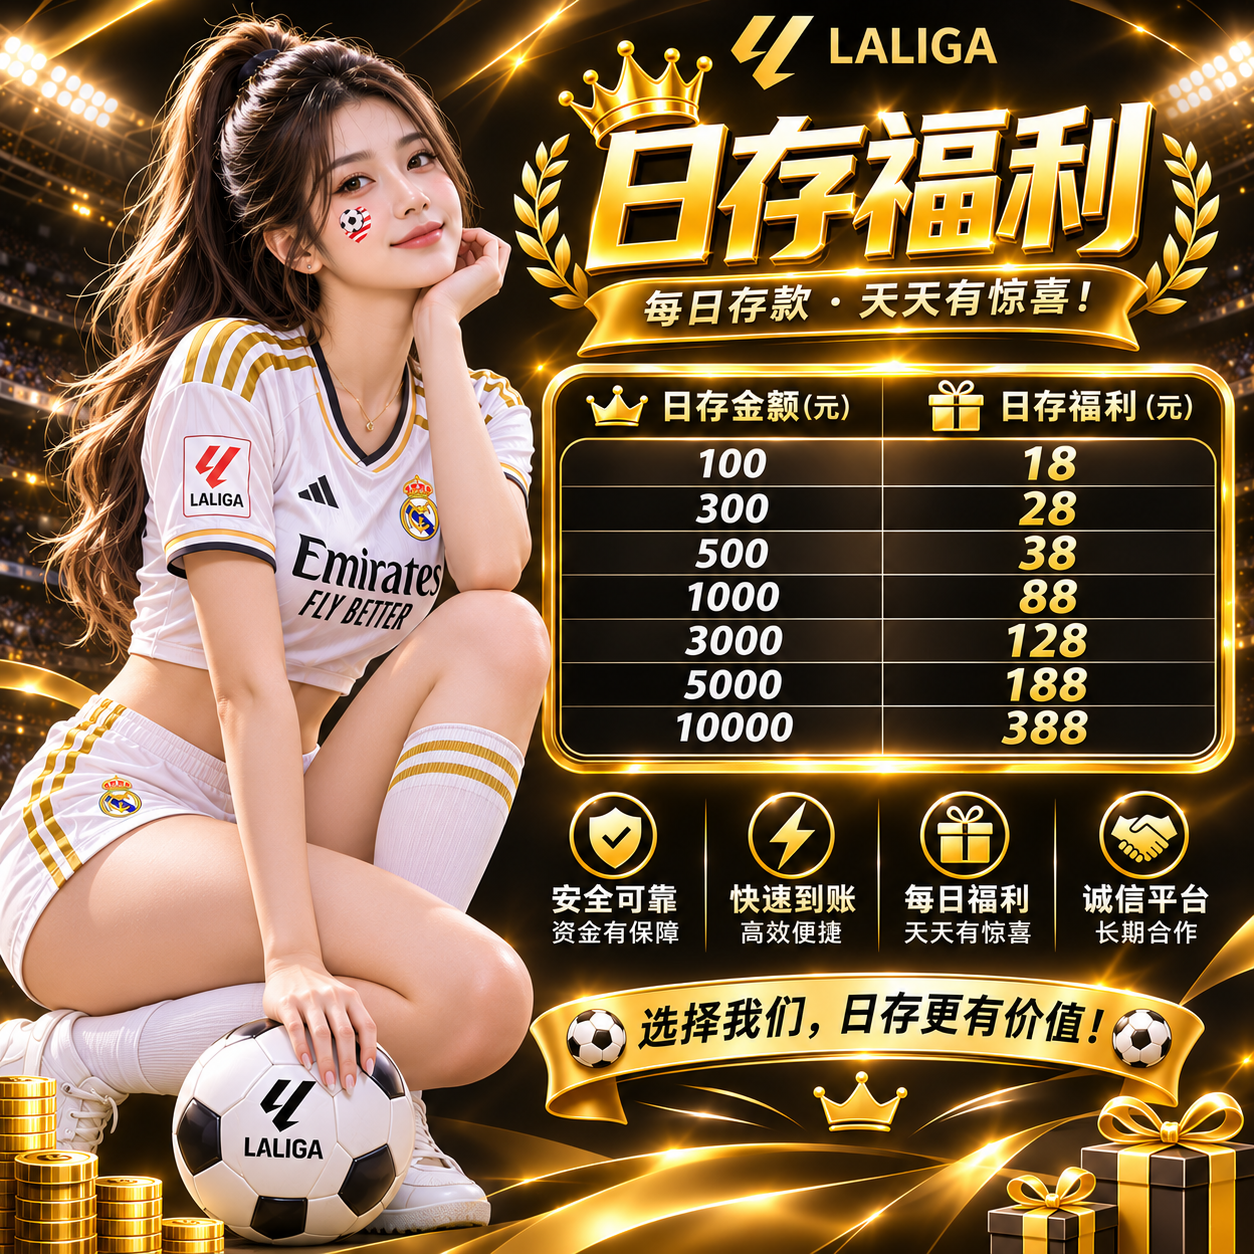 LALIGA
日存福利
每日存款 · 天天有惊喜!
日存金额(元) 日存福利(元)
100 18
300 28
500 38
1000 88
3000 128
5000 188
10000 388
安全可靠 快速到账 每日福利 诚信平台
资金有保障 高效便捷 天天有惊喜 长期合作
选择我们,日存更有价值!
LALIGA
Emirates
FLY BETTER
LALIGA